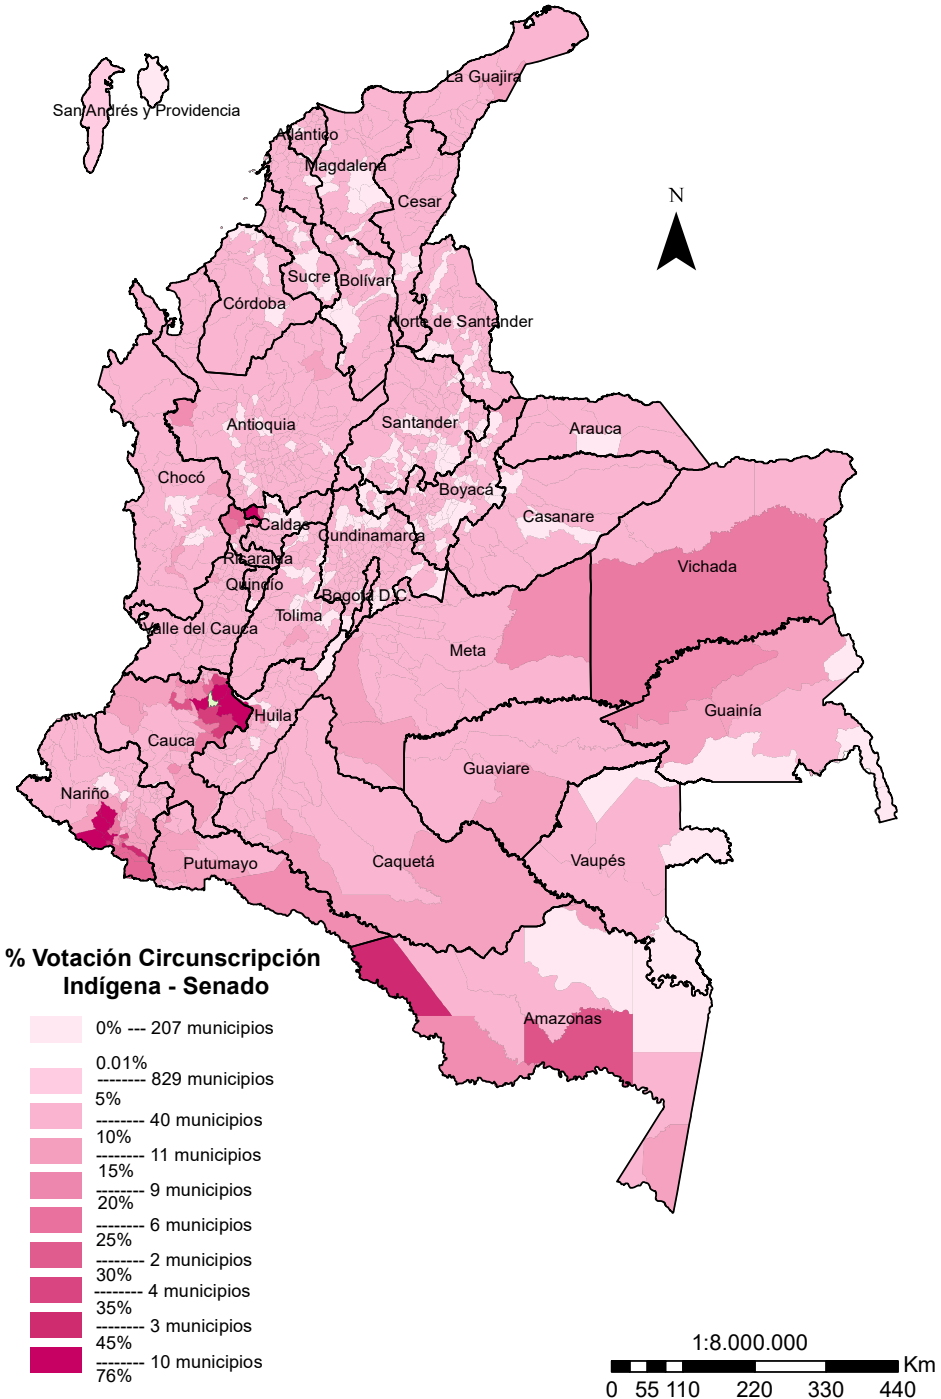 La Guajira
San Andrés y Providencia
Atlántico
Magdalena
Cesar
N
Sucre
Bolívar
Córdoba
Norte de Santander
Antioquia
Santander
Arauca
Chocó
Boyacá
Casanare
Caldas
Cundinamarca
Risaralda
Vichada
Quindío
Bogotá D.C.
Tolima
Valle del Cauca
Meta
Guainía
Huila
Cauca
Guaviare
Nariño
Putumayo
Caquetá
Vaupés
Amazonas
% Votación Circunscripción
Indígena - Senado
0% --- 207 municipios
0.01%
-------- 829 municipios
5%
-------- 40 municipios
10%
-------- 11 municipios
15%
-------- 9 municipios
20%
-------- 6 municipios
25%
-------- 2 municipios
30%
-------- 4 municipios
35%
-------- 3 municipios
45%
-------- 10 municipios
76%
1:8.000.000
Km
0 55 110 220 330 440